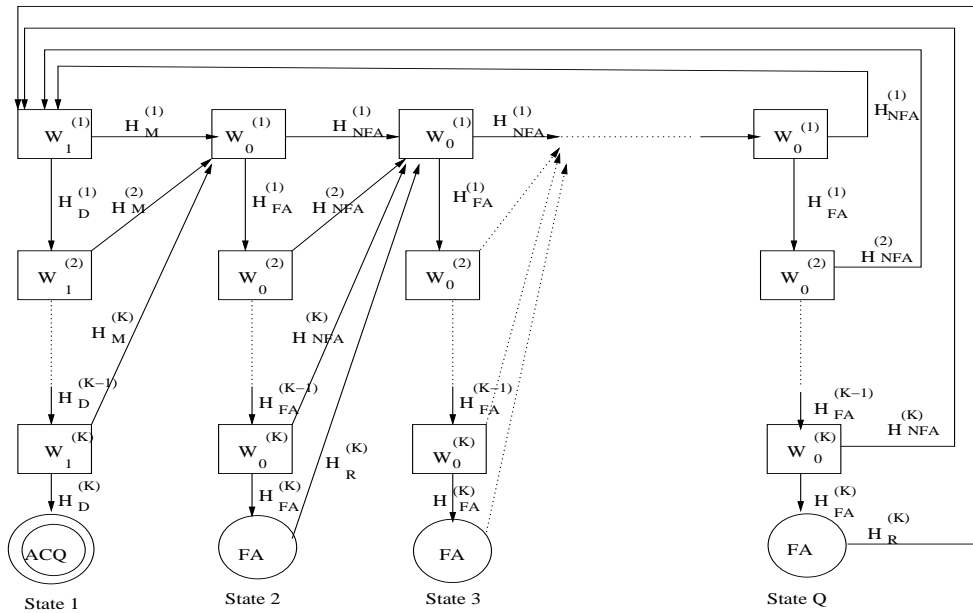 H_M^(1) H_NFA^(1) H_NFA^(1) H_NFA^(1)
W_1^(1) W_0^(1) W_0^(1) W_0^(1)
H_D^(1) H_M^(2) H_FA^(1) H_NFA^(2) H_FA^(1) H_FA^(1)
W_1^(2) W_0^(2) W_0^(2) W_0^(2) H_NFA^(2)
H_M^(K) H_NFA^(K)
H_D^(K-1) H_FA^(K-1) H_FA^(K-1) H_FA^(K-1)
W_1^(K) W_0^(K) H_R^(K) W_0^(K) W_0^(K) H_NFA^(K)
H_D^(K) H_FA^(K) H_FA^(K) H_FA^(K)
ACQ FA FA FA H_R^(K)
State 1 State 2 State 3 State Q